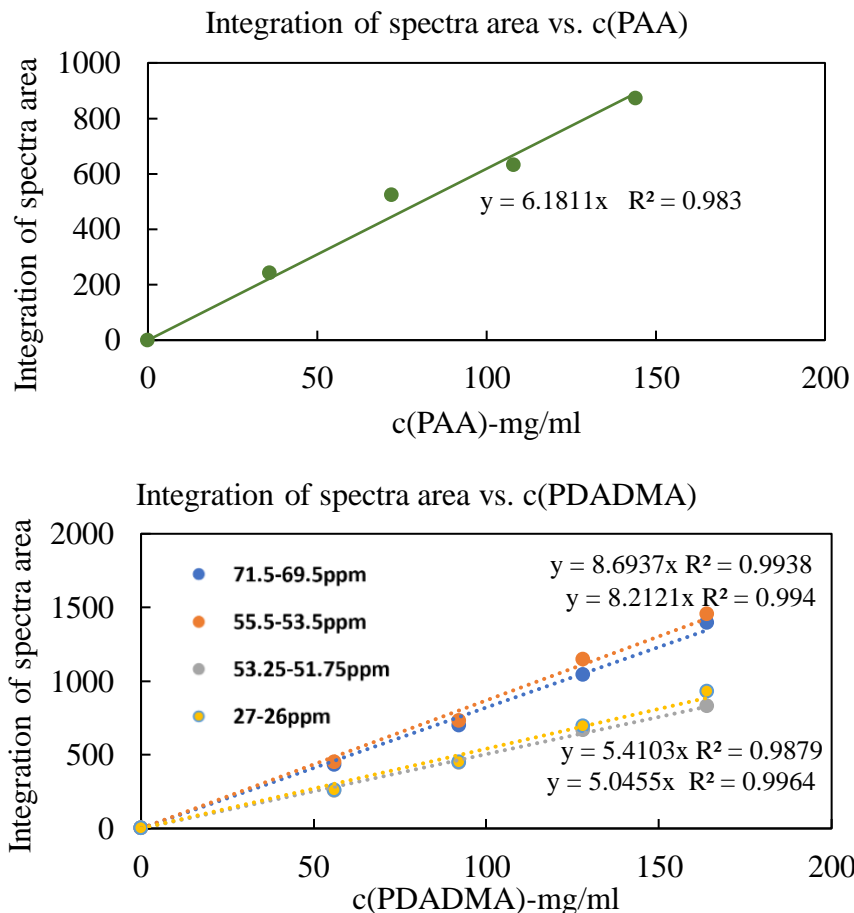 Integration of spectra area vs. c(PAA)
Integration of spectra area
1000
800
600
400
200
0
y = 6.1811x R² = 0.983
0 50 100 150 200
c(PAA)-mg/ml
Integration of spectra area vs. c(PDADMA)
Integration of spectra area
2000
1500
1000
500
0
71.5-69.5ppm
55.5-53.5ppm
53.25-51.75ppm
27-26ppm
y = 8.6937x R² = 0.9938
y = 8.2121x R² = 0.994
y = 5.4103x R² = 0.9879
y = 5.0455x R² = 0.9964
0 50 100 150 200
c(PDADMA)-mg/ml